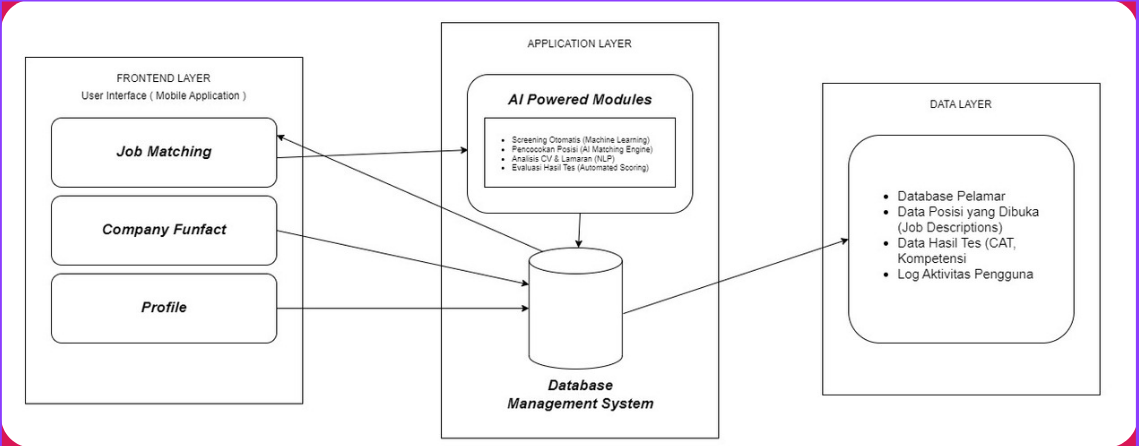 FRONTEND LAYER
User Interface ( Mobile Application )
Job Matching
Company Funfact
Profile
APPLICATION LAYER
AI Powered Modules
Screening Otomatis (Machine Learning)
Pencocokan Posisi (AI Matching Engine)
Analisis CV & Lamaran (NLP)
Evaluasi Hasil Tes (Automated Scoring)
Database
Management System
DATA LAYER
Database Pelamar
Data Posisi yang Dibuka
(Job Descriptions)
Data Hasil Tes (CAT,
Kompetensi
Log Aktivitas Pengguna